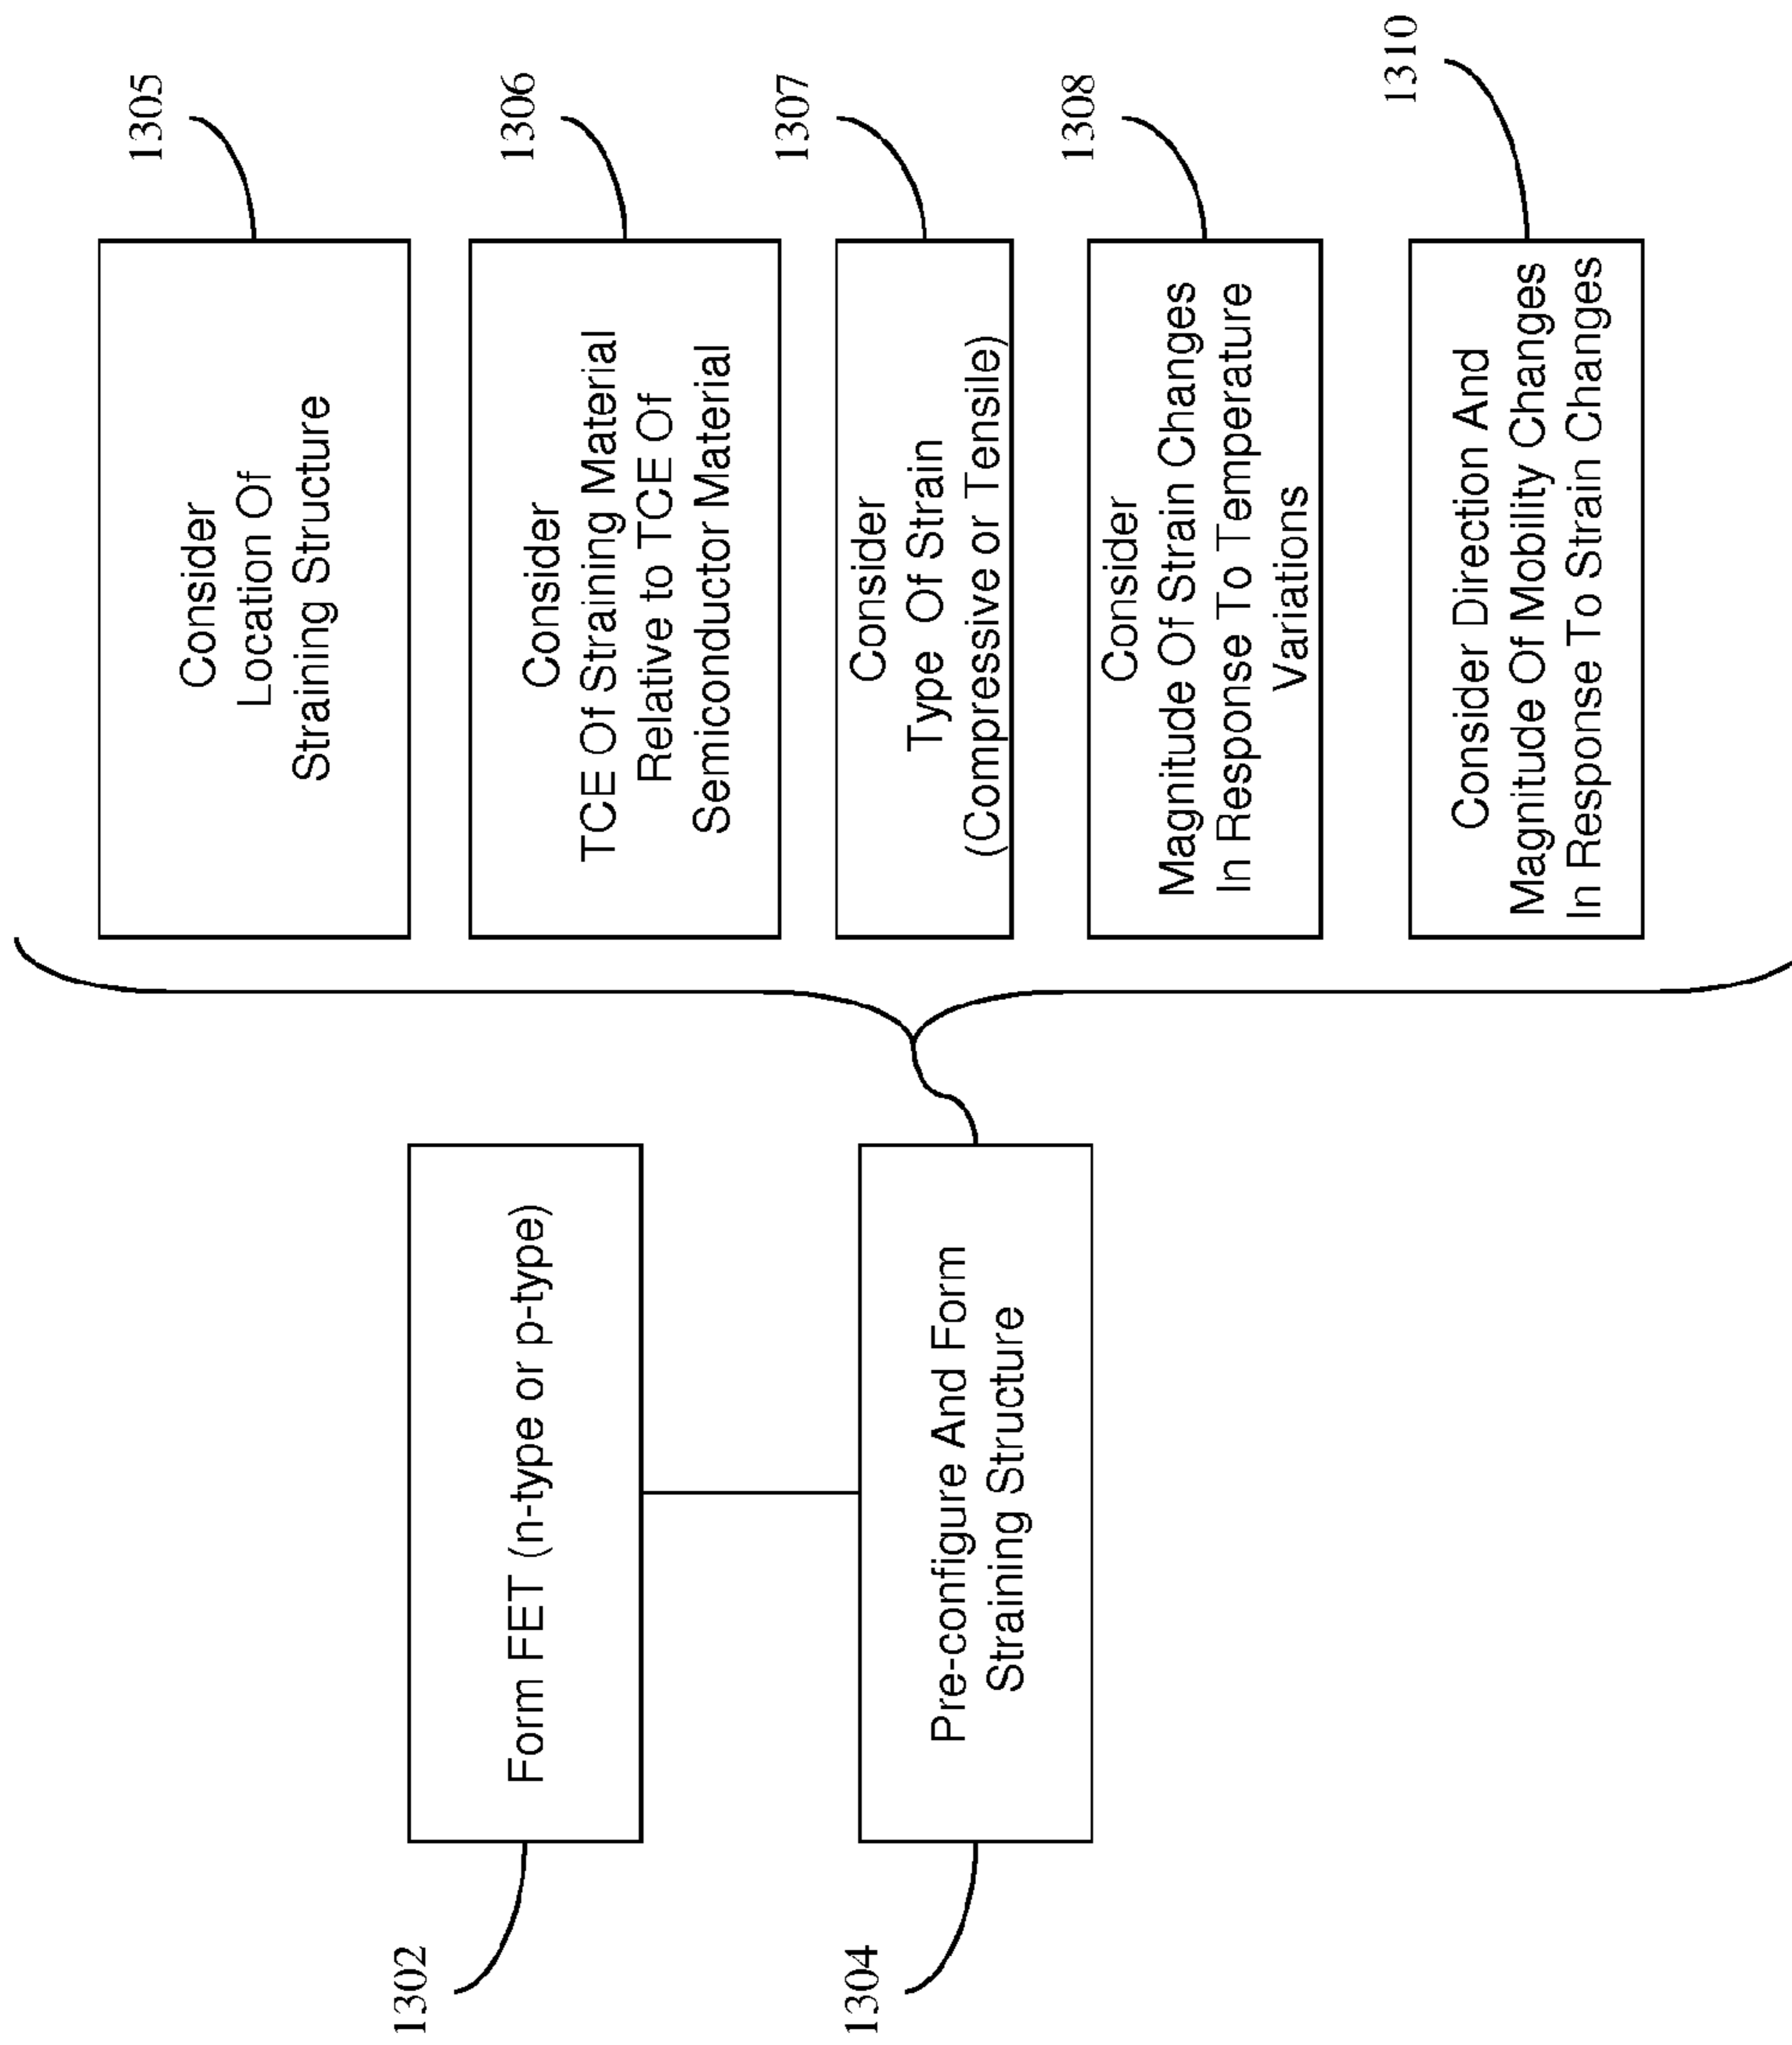 1302
Form FET (n-type or p-type)
1304
Pre-configure And Form
Straining Structure
1305
Consider
Location Of
Straining Structure
1306
Consider
TCE Of Straining Material
Relative to TCE Of
Semiconductor Material
1307
Consider
Type Of Strain
(Compressive or Tensile)
1308
Consider
Magnitude Of Strain Changes
In Response To Temperature
Variations
1310
Consider Direction And
Magnitude Of Mobility Changes
In Response To Strain Changes